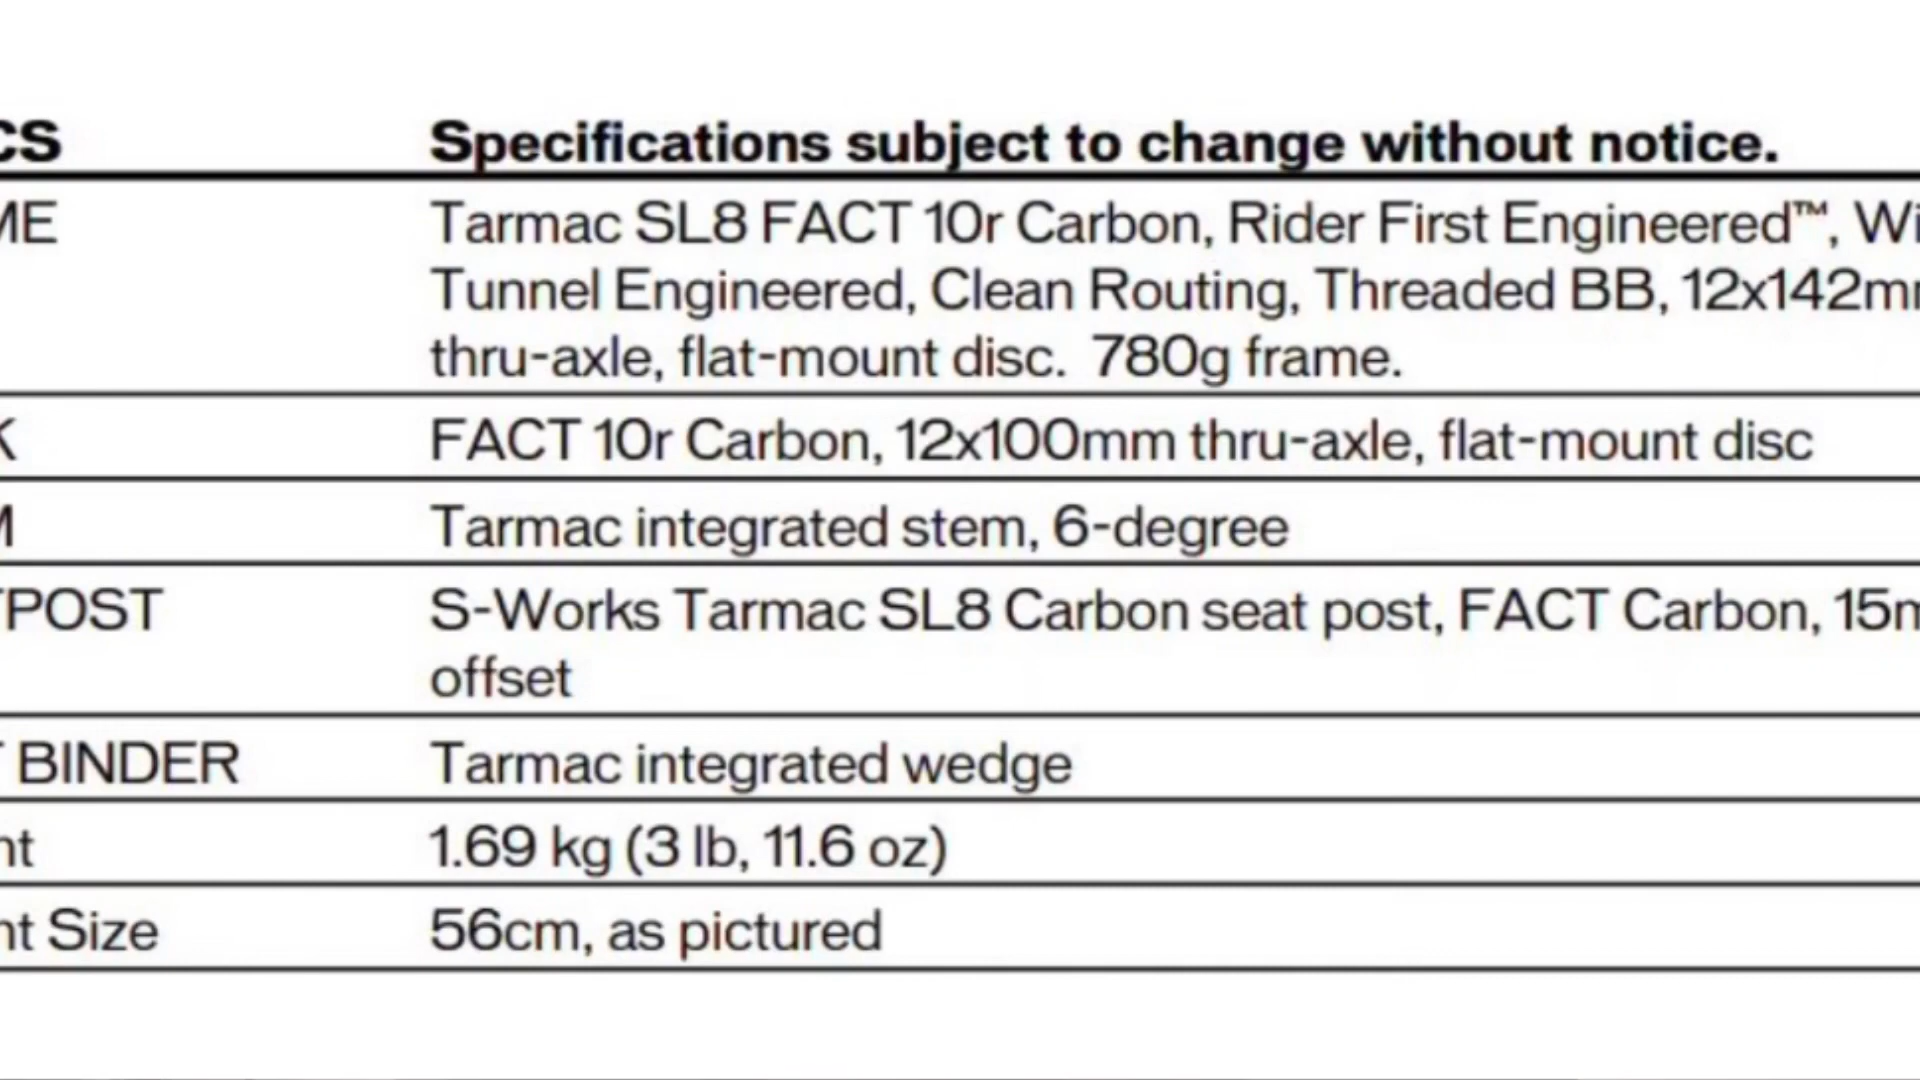 CS Specifications subject to change without notice.
ME Tarmac SL8 FACT 10r Carbon, Rider First Engineered™, Wi
Tunnel Engineered, Clean Routing, Threaded BB, 12x142m
thru-axle, flat-mount disc. 780g frame.
K FACT 10r Carbon, 12x100mm thru-axle, flat-mount disc
M Tarmac integrated stem, 6-degree
TPOST S-Works Tarmac SL8 Carbon seat post, FACT Carbon, 15m
offset
T BINDER Tarmac integrated wedge
ht 1.69 kg (3 lb, 11.6 oz)
ht Size 56cm, as pictured